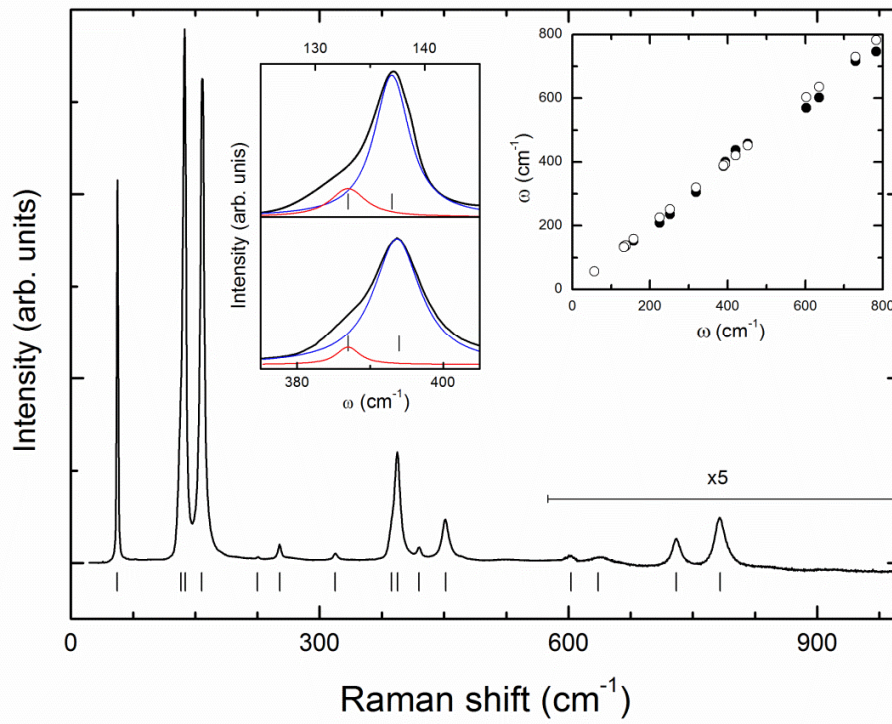 Intensity (arb. units)
Raman shift (cm-1)
0 300 600 900
x5
133 140
Intensity (arb. unis)
380 400
ω (cm-1)
ω (cm-1)
800
600
400
200
0
0 200 400 600 800
ω (cm-1)